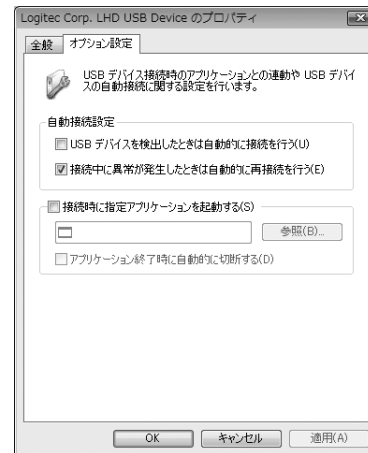 Logitec Corp. LHD USB Device のプロパティ
全般 オプション設定
USB デバイス接続時のアプリケーションとの連動や USB デバイ
スの自動接続に関する設定を行います。
自動接続設定
USB デバイスを検出したときは自動的に接続を行う(U)
接続中に異常が発生したときは自動的に再接続を行う(E)
接続時に指定アプリケーションを起動する(S)
参照(B)...
アプリケーション終了時に自動的に切断する(D)
OK キャンセル 適用(A)